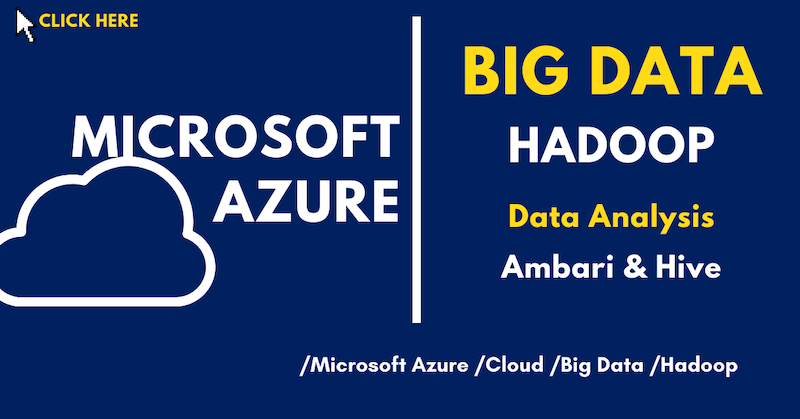 CLICK HERE
MICROSOFT
AZURE
BIG DATA
HADOOP
Data Analysis
Ambari & Hive
/Microsoft Azure /Cloud /Big Data /Hadoop